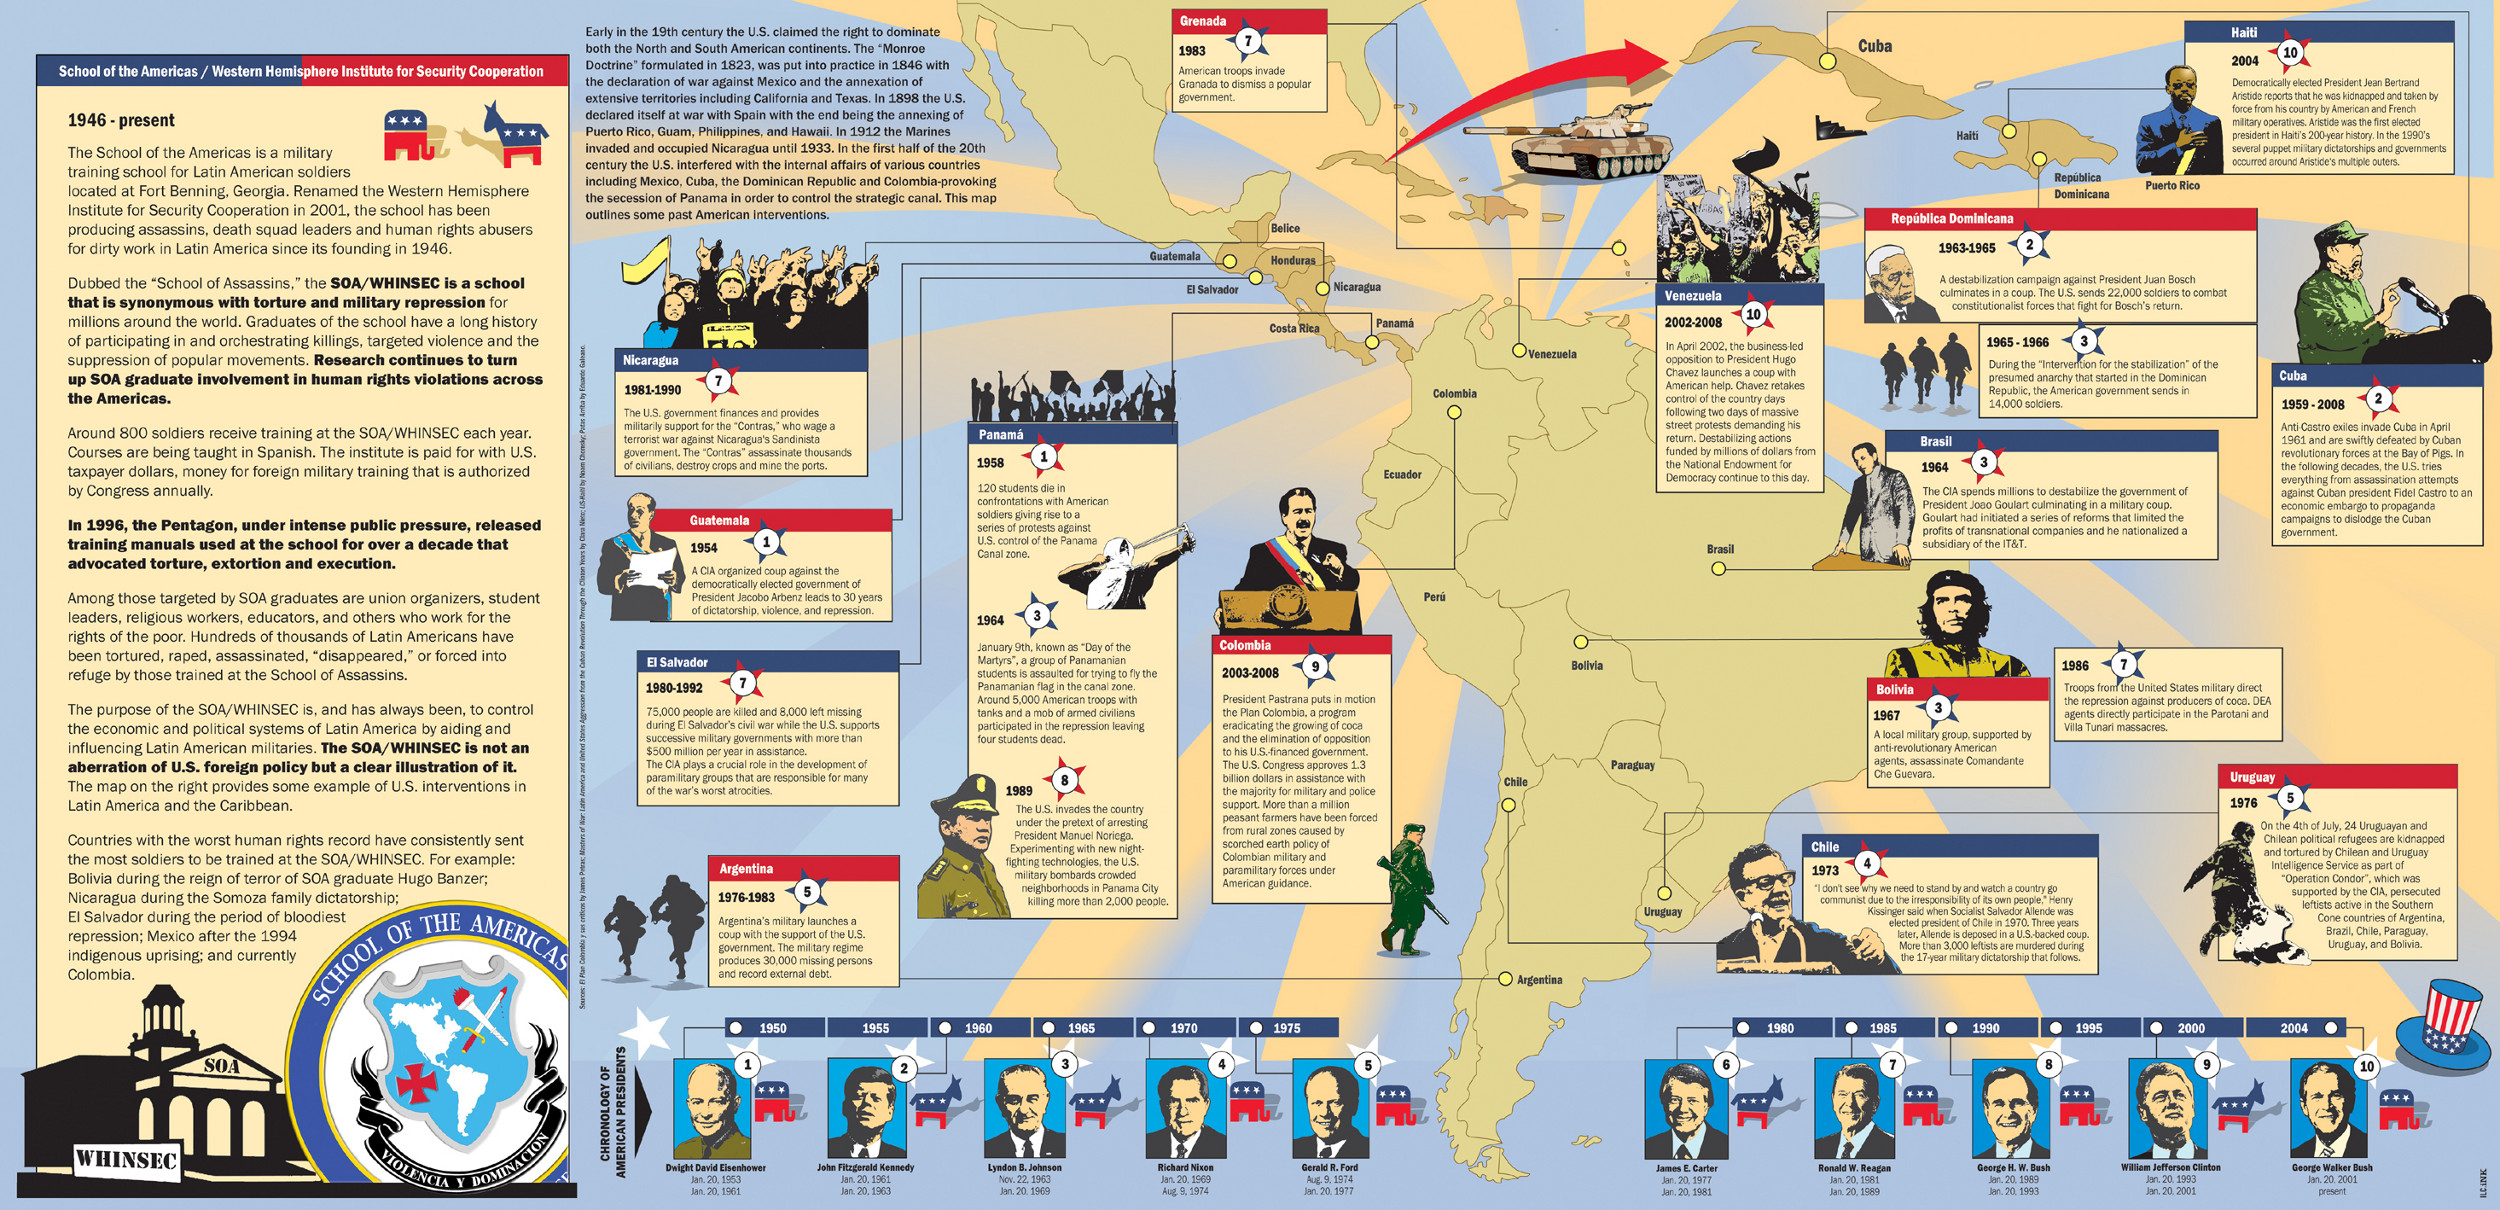 School of the Americas / Western Hemisphere Institute for Security Cooperation
1946 - present
The School of the Americas is a military
training school for Latin American soldiers
located at Fort Benning, Georgia. Renamed the Western Hemisphere
Institute for Security Cooperation in 2001, the school has been
producing assassins, death squad leaders and human rights abusers
for dirty work in Latin America since its founding in 1946.
Dubbed the “School of Assassins,” the SOA/WHINSEC is a school
that is synonymous with torture and military repression for
millions around the world. Graduates of the school have a long history
of participating in and orchestrating killings, targeted violence and the
suppression of popular movements. Research continues to turn
up SOA graduate involvement in human rights violations across
the Americas.
Around 800 soldiers receive training at the SOA/WHINSEC each year.
Courses are being taught in Spanish. The institute is paid for with U.S.
taxpayer dollars, money for foreign military training that is authorized
by Congress annually.
In 1996, the Pentagon, under intense public pressure, released
training manuals used at the school for over a decade that
advocated torture, extortion and execution.
Among those targeted by SOA graduates are union organizers, student
leaders, religious workers, educators, and others who work for the
rights of the poor. Hundreds of thousands of Latin Americans have
been tortured, raped, assassinated, “disappeared,” or forced into
refuge by those trained at the School of Assassins.
The purpose of the SOA/WHINSEC is, and has always been, to control
the economic and political systems of Latin America by aiding and
influencing Latin American militaries. The SOA/WHINSEC is not an
aberration of U.S. foreign policy but a clear illustration of it.
The map on the right provides some example of U.S. interventions in
Latin America and the Caribbean.
Countries with the worst human rights record have consistently sent
the most soldiers to be trained at the SOA/WHINSEC. For example:
Bolivia during the reign of terror of SOA graduate Hugo Banzer;
Nicaragua during the Somoza family dictatorship;
El Salvador during the period of bloodiest
repression; Mexico after the 1994
indigenous uprising; and currently
Colombia.
SOA
WHINSEC
SCHOOL OF THE AMERICAS
VIOLENCIA Y DOMINACION
Early in the 19th century the U.S. claimed the right to dominate
both the North and South American continents. The “Monroe
Doctrine” formulated in 1823, was put into practice in 1846 with
the declaration of war against Mexico and the annexation of
extensive territories including California and Texas. In 1898 the U.S.
declared itself at war with Spain with the end being the annexing of
Puerto Rico, Guam, Philippines, and Hawaii. In 1912 the Marines
invaded and occupied Nicaragua until 1933. In the first half of the 20th
century the U.S. interfered with the internal affairs of various countries
including Mexico, Cuba, the Dominican Republic and Colombia-provoking
the secession of Panama in order to control the strategic canal. This map
outlines some past American interventions.
Grenada
1983
7
American troops invade
Granada to dismiss a popular
government.
Cuba
Haiti
República
Dominicana
Puerto Rico
Haiti
2004
10
Democratically elected President Jean Bertrand
Aristide reports that he was kidnapped and taken by
force from his country by American and French
military operatives. Aristide was the first elected
president in Haiti's 200-year history. In the 1990's
several puppet military dictatorships and governments
occurred around Aristide's multiple outers.
República Dominicana
1963-1965
2
A destabilization campaign against President Juan Bosch
culminates in a coup. The U.S. sends 22,000 soldiers to combat
constitutionalist forces that fight for Bosch's return.
1965 - 1966
3
During the “Intervention for the stabilization” of the
presumed anarchy that started in the Dominican
Republic, the American government sends in
14,000 soldiers.
Cuba
1959 - 2008
2
Anti-Castro exiles invade Cuba in April
1961 and are swiftly defeated by Cuban
revolutionary forces at the Bay of Pigs. In
the following decades, the U.S. tries
everything from assassination attempts
against Cuban president Fidel Castro to an
economic embargo to propaganda
campaigns to dislodge the Cuban
government.
Venezuela
2002-2008
10
In April 2002, the business-led
opposition to President Hugo
Chavez launches a coup with
American help. Chavez retakes
control of the country days
following two days of massive
street protests demanding his
return. Destabilizing actions
funded by millions of dollars from
the National Endowment for
Democracy continue to this day.
Brasil
1964
3
The CIA spends millions to destabilize the government of
President Joao Goulart culminating in a military coup.
Goulart had initiated a series of reforms that limited the
profits of transnational companies and he nationalized a
subsidiary of the IT&T.
Belice
Guatemala
Honduras
El Salvador
Nicaragua
Costa Rica
Panamá
Venezuela
Colombia
Ecuador
Perú
Brasil
Bolivia
Paraguay
Chile
Uruguay
Argentina
Nicaragua
1981-1990
7
The U.S. government finances and provides
militarily support for the “Contras,” who wage a
terrorist war against Nicaragua's Sandinista
government. The “Contras” assassinate thousands
of civilians, destroy crops and mine the ports.
Guatemala
1954
1
A CIA organized coup against the
democratically elected government of
President Jacobo Arbenz leads to 30 years
of dictatorship, violence, and repression.
El Salvador
1980-1992
7
75,000 people are killed and 8,000 left missing
during El Salvador's civil war while the U.S. supports
successive military governments with more than
$500 million per year in assistance.
The CIA plays a crucial role in the development of
paramilitary groups that are responsible for many
of the war's worst atrocities.
Argentina
1976-1983
5
Argentina's military launches a
coup with the support of the U.S.
government. The military regime
produces 30,000 missing persons
and record external debt.
Panamá
1958
1
120 students die in
confrontations with American
soldiers giving rise to a
series of protests against
U.S. control of the Panama
Canal zone.
1964
3
January 9th, known as “Day of the
Martyrs”, a group of Panamanian
students is assaulted for trying to fly the
Panamanian flag in the canal zone.
Around 5,000 American troops with
tanks and a mob of armed civilians
participated in the repression leaving
four students dead.
1989
8
The U.S. invades the country
under the pretext of arresting
President Manuel Noriega.
Experimenting with new night-
fighting technologies, the U.S.
military bombards crowded
neighborhoods in Panama City
killing more than 2,000 people.
Colombia
2003-2008
9
President Pastrana puts in motion
the Plan Colombia, a program
eradicating the growing of coca
and the elimination of opposition
to his U.S.-financed government.
The U.S. Congress approves 1.3
billion dollars in assistance with
the majority for military and police
support. More than a million
peasant farmers have been forced
from rural zones caused by
scorched earth policy of
Colombian military and
paramilitary forces under
American guidance.
Bolivia
1967
3
A local military group, supported by
anti-revolutionary American
agents, assassinate Comandante
Che Guevara.
1986
7
Troops from the United States military direct
the repression against producers of coca. DEA
agents directly participate in the Parotani and
Villa Tunari massacres.
Chile
1973
4
“I don't see why we need to stand by and watch a country go
communist due to the irresponsibility of its own people,” Henry
Kissinger said when Socialist Salvador Allende was
elected president of Chile in 1970. Three years
later, Allende is deposed in a U.S.-backed coup.
More than 3,000 leftists are murdered during
the 17-year military dictatorship that follows.
Uruguay
1976
5
On the 4th of July, 24 Uruguayan and
Chilean political refugees are kidnapped
and tortured by Chilean and Uruguay
Intelligence Service as part of
“Operation Condor”, which was
supported by the CIA, persecuted
leftists active in the Southern
Cone countries of Argentina,
Brazil, Chile, Paraguay,
Uruguay, and Bolivia.
CHRONOLOGY OF
AMERICAN PRESIDENTS
1950 1955 1960 1965 1970 1975
1980 1985 1990 1995 2000 2004
1
Dwight David Eisenhower
Jan. 20, 1953
Jan. 20, 1961
2
John Fitzgerald Kennedy
Jan. 20, 1961
Jan. 20, 1963
3
Lyndon B. Johnson
Nov. 22, 1963
Jan. 20, 1969
4
Richard Nixon
Jan. 20, 1969
Aug. 9, 1974
5
Gerald R. Ford
Aug. 9, 1974
Jan. 20, 1977
6
James E. Carter
Jan. 20, 1977
Jan. 20, 1981
7
Ronald W. Reagan
Jan. 20, 1981
Jan. 20, 1989
8
George H. W. Bush
Jan. 20, 1989
Jan. 20, 1993
9
William Jefferson Clinton
Jan. 20, 1993
Jan. 20, 2001
10
George Walker Bush
Jan. 20. 2001
present